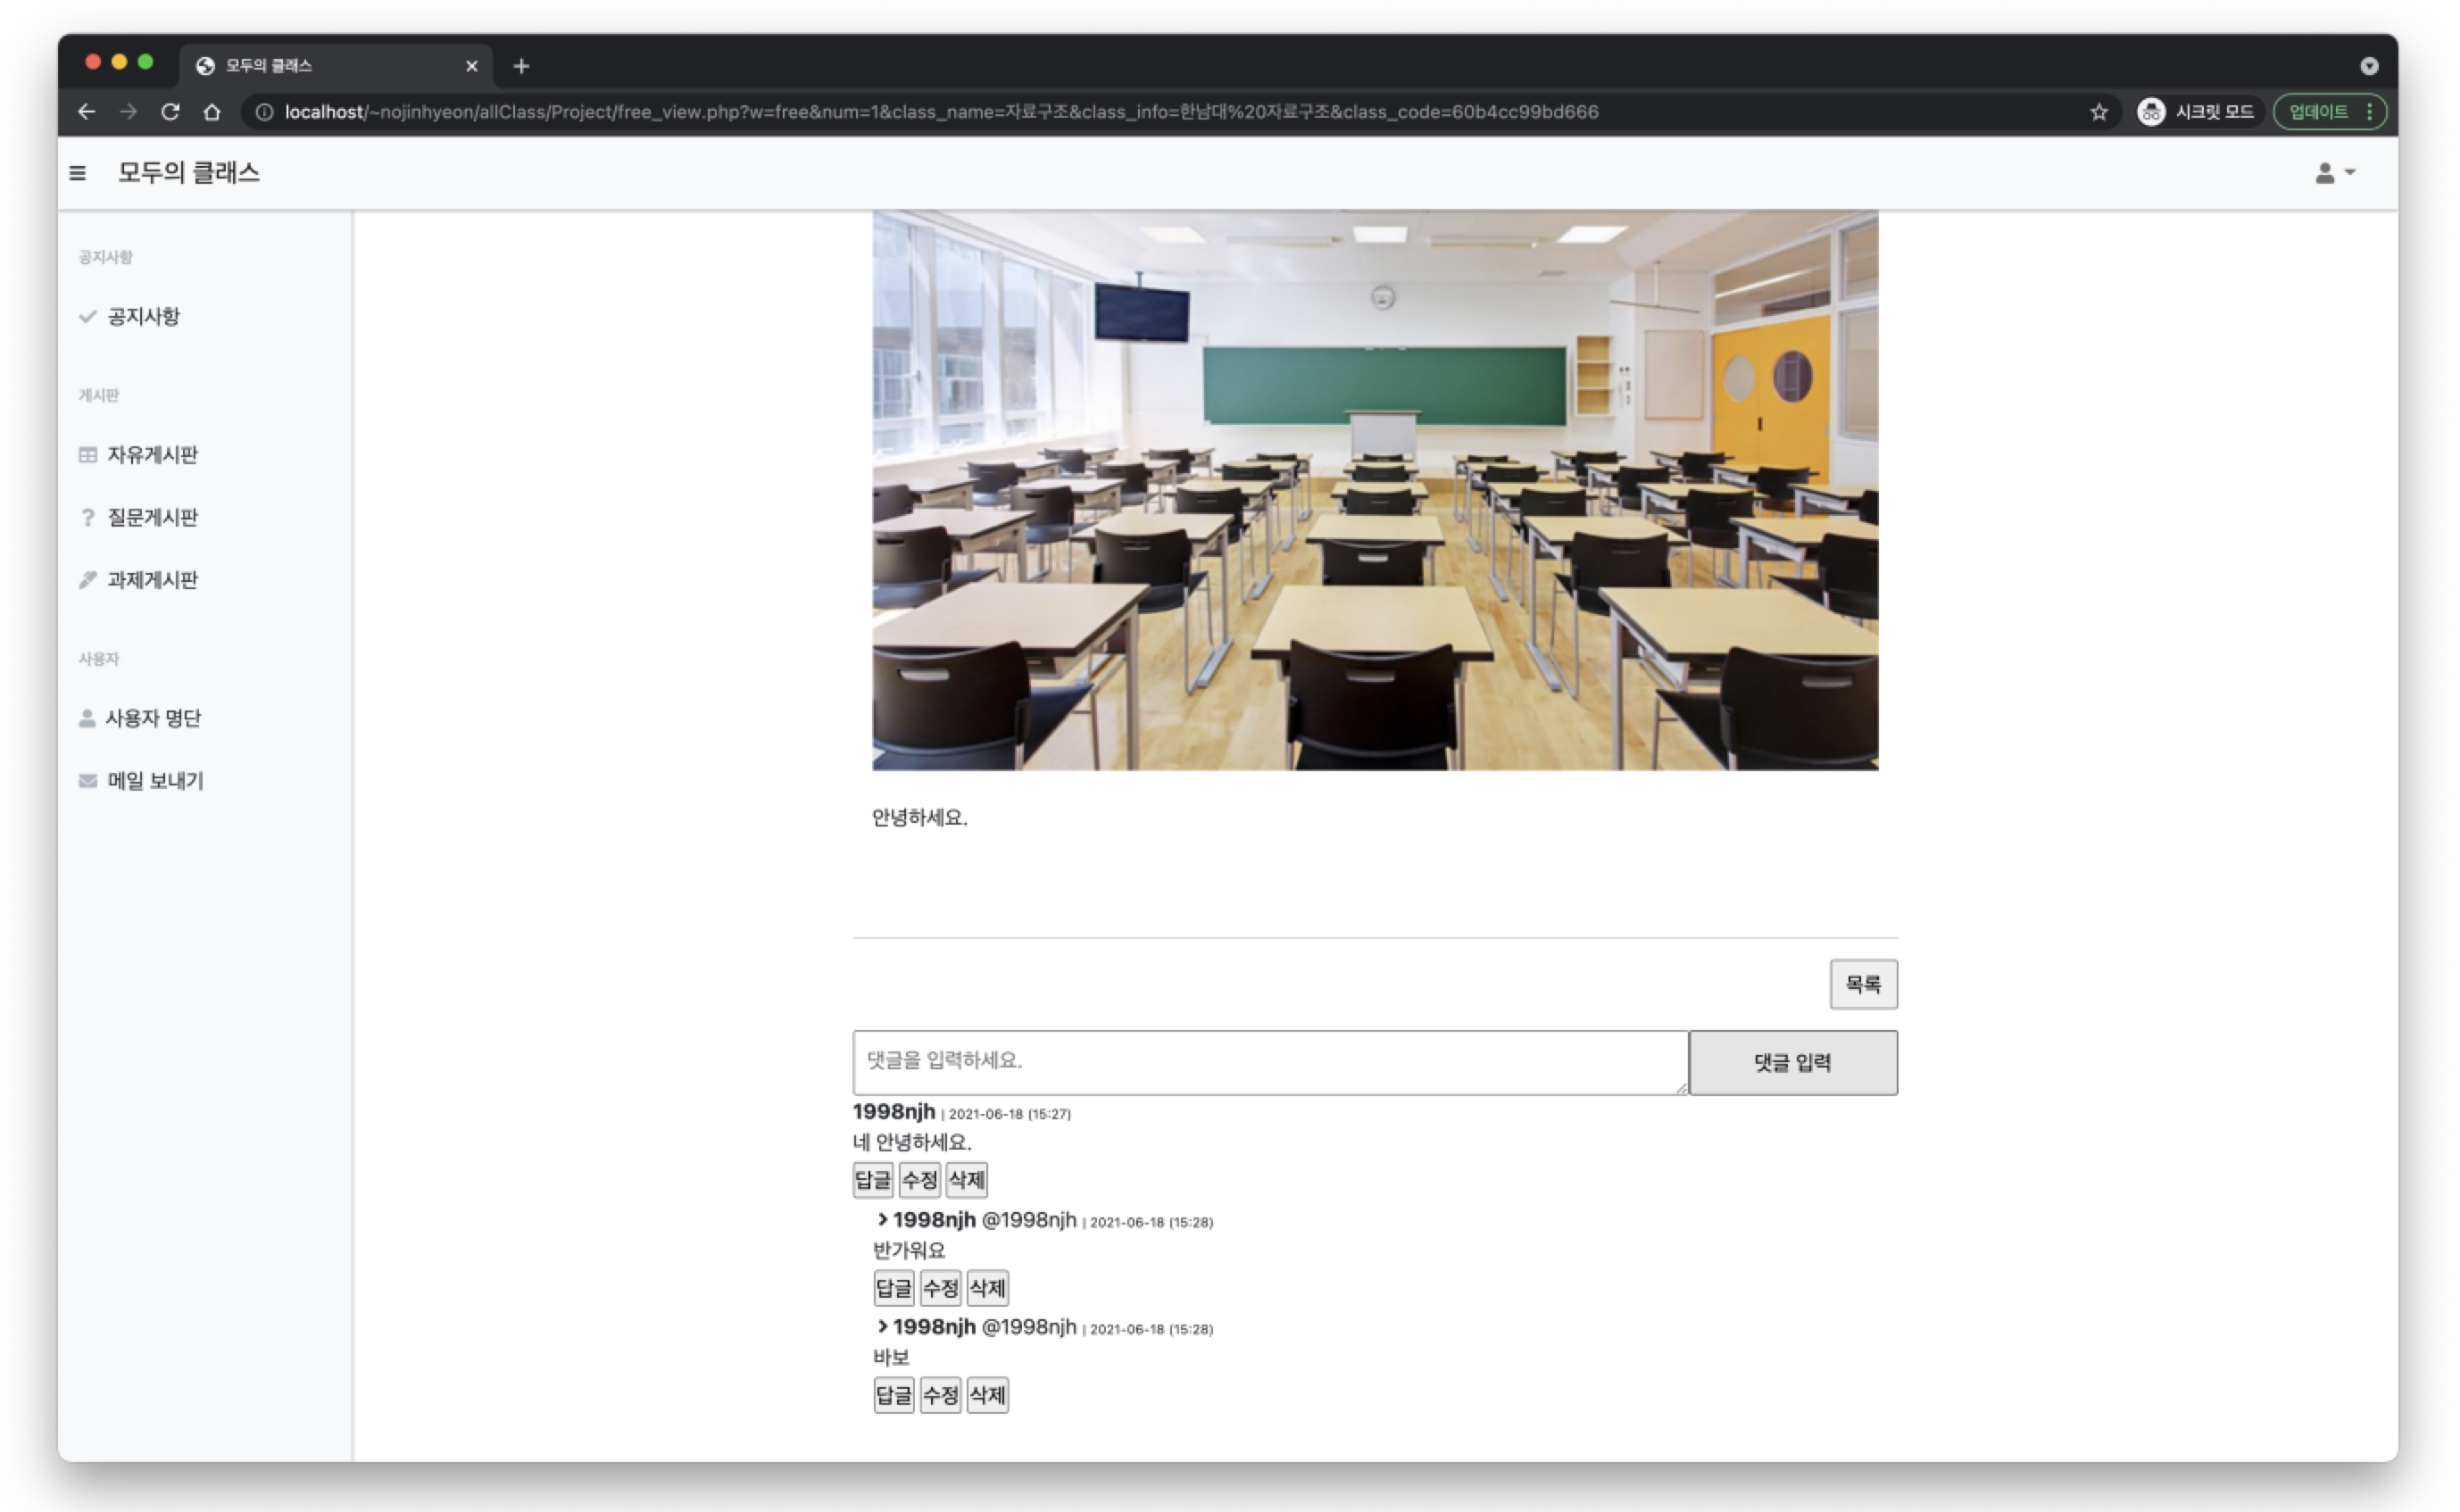 모두의 클래스
localhost/~nojinhyeon/allClass/Project/free_view.php?w=free&num=1&class_name=자료구조&class_info=한남대%20자료구조&class_code=60b4cc99bd666
시크릿 모드
업데이트
모두의 클래스
공지사항
공지사항
게시판
자유게시판
질문게시판
과제게시판
사용자
사용자 명단
메일 보내기
안녕하세요.
목록
댓글을 입력하세요.
댓글 입력
1998njh | 2021-06-18 (15:27)
네 안녕하세요.
답글 수정 삭제
1998njh @1998njh | 2021-06-18 (15:28)
반가워요
답글 수정 삭제
1998njh @1998njh | 2021-06-18 (15:28)
바보
답글 수정 삭제